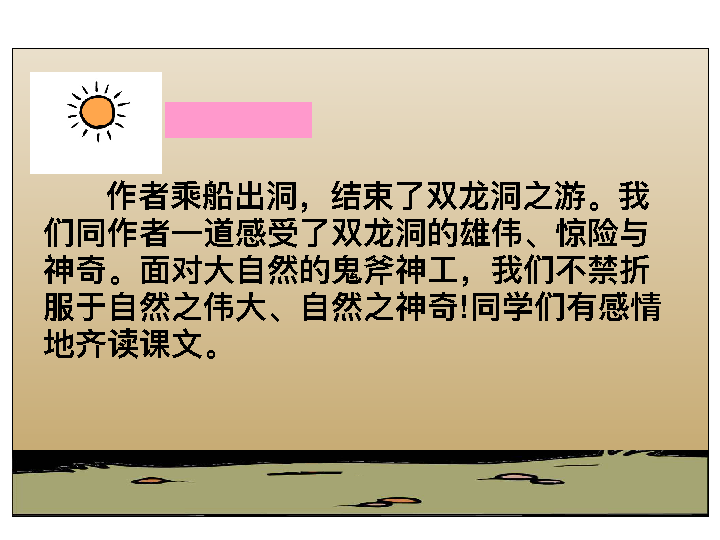 作者乘船出洞，结束了双龙洞之游。我
们同作者一道感受了双龙洞的雄伟、惊险与
神奇。面对大自然的鬼斧神工，我们不禁折
服于自然之伟大、自然之神奇!同学们有感情
地齐读课文。